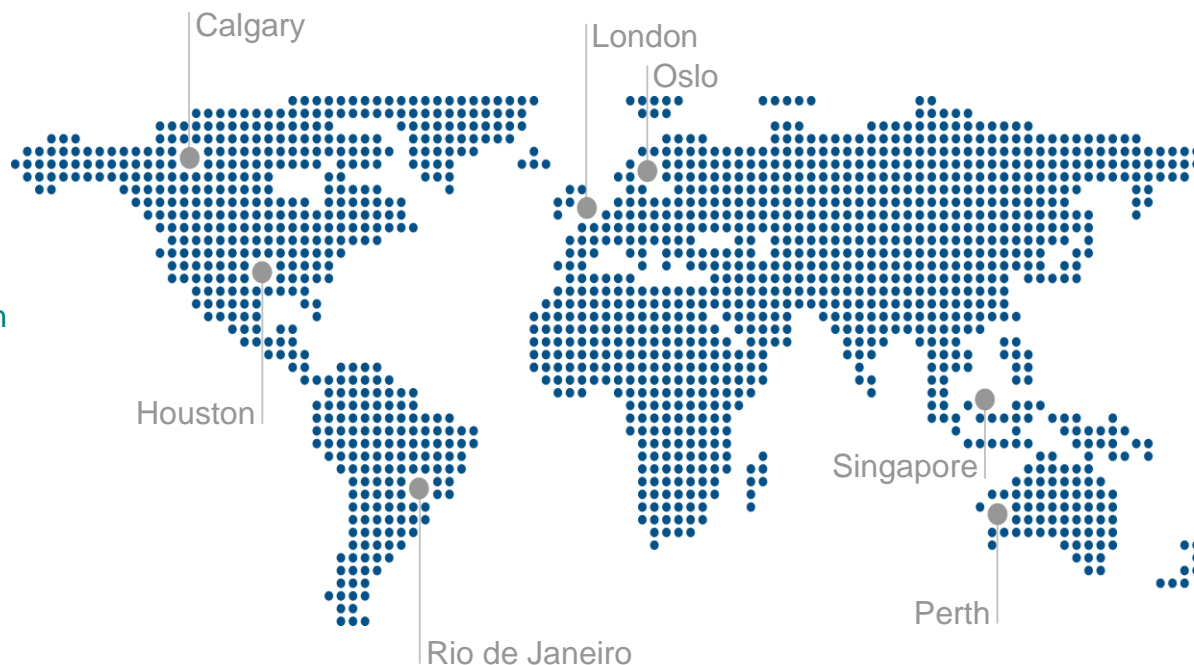 Calgary
London
Oslo
n
Houston
Singapore
Perth
Rio de Janeiro